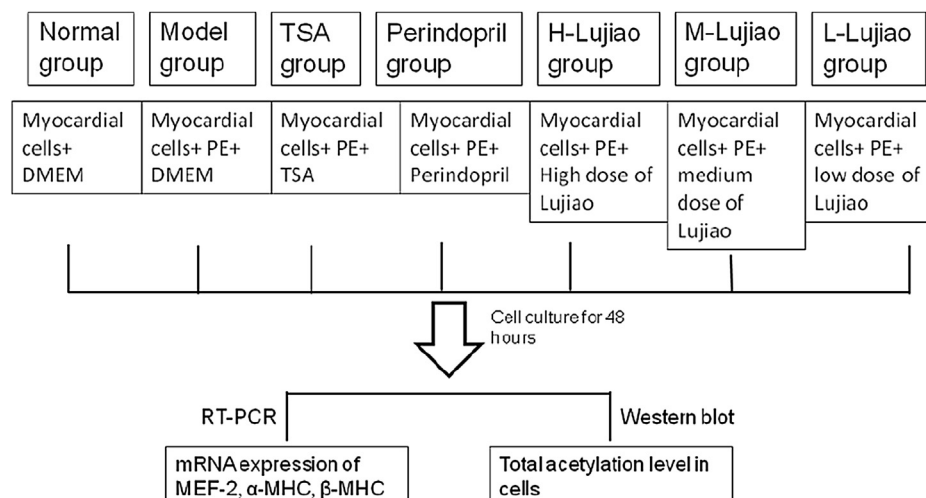 Normal group
Model group
TSA group
Perindopril group
H-Lujiao group
M-Lujiao group
L-Lujiao group
Myocardial
cells+
DMEM
Myocardial
cells+ PE+
DMEM
Myocardial
cells+ PE+
TSA
Myocardial
cells+ PE+
Perindopril
Myocardial
cells+ PE+
High dose of
Lujiao
Myocardial
cells+ PE+
medium
dose of
Lujiao
Myocardial
cells+ PE+
low dose of
Lujiao
Cell culture for 48
hours
RT-PCR
Western blot
mRNA expression of
MEF-2, α-MHC, β-MHC
Total acetylation level in
cells